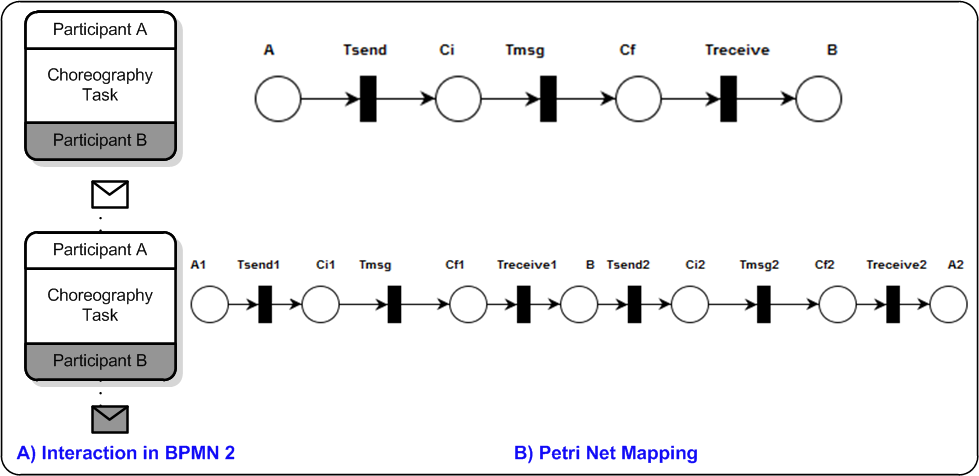 Participant A
Choreography
Task
Participant B
A Tsend Ci Tmsg Cf Treceive B
Participant A
Choreography
Task
Participant B
A1 Tsend1 Ci1 Tmsg Cf1 Treceive1 B Tsend2 Ci2 Tmsg2 Cf2 Treceive2 A2
A) Interaction in BPMN 2
B) Petri Net Mapping